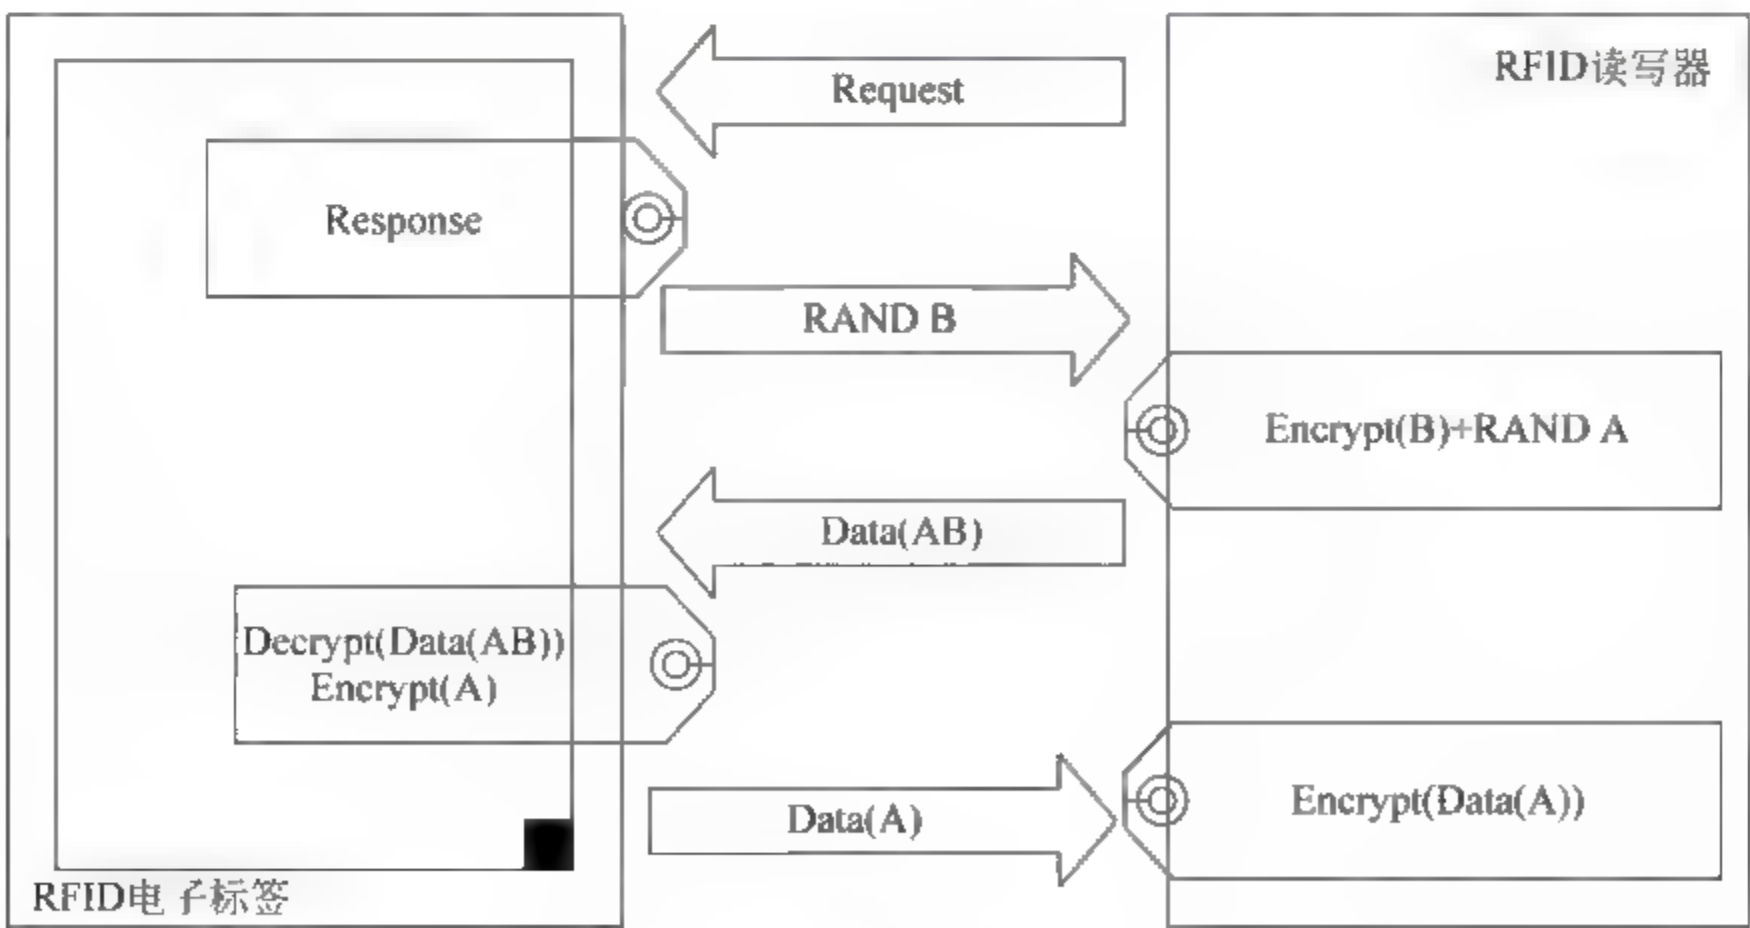 RFID读写器
Request
Response
RAND B
Encrypt(B)+RAND A
Data(AB)
Decrypt(Data(AB))
Encrypt(A)
Data(A)
Encrypt(Data(A))
RFID电子标签